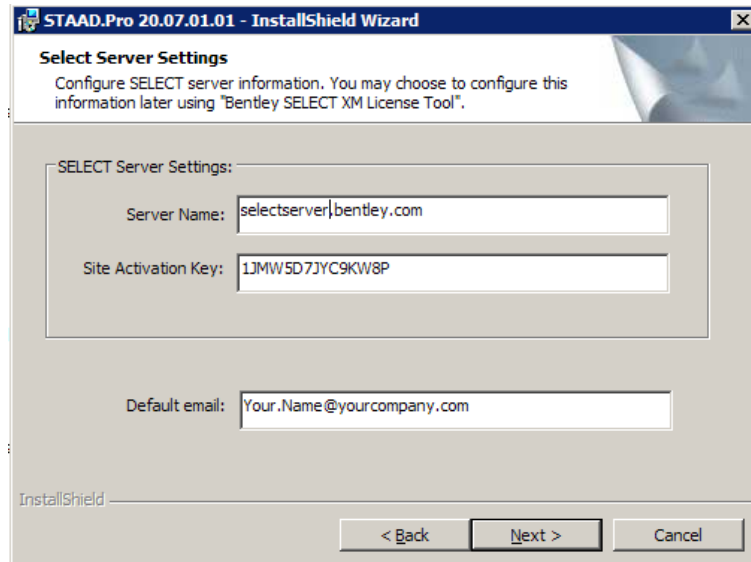 STAAD.Pro 20.07.01.01 - InstallShield Wizard
Select Server Settings
Configure SELECT server information. You may choose to configure this
information later using "Bentley SELECT XM License Tool".
SELECT Server Settings:
Server Name: selectserver.bentley.com
Site Activation Key: 1JMW5D7JYC9KW8P
Default email: Your.Name@yourcompany.com
InstallShield
< Back Next > Cancel